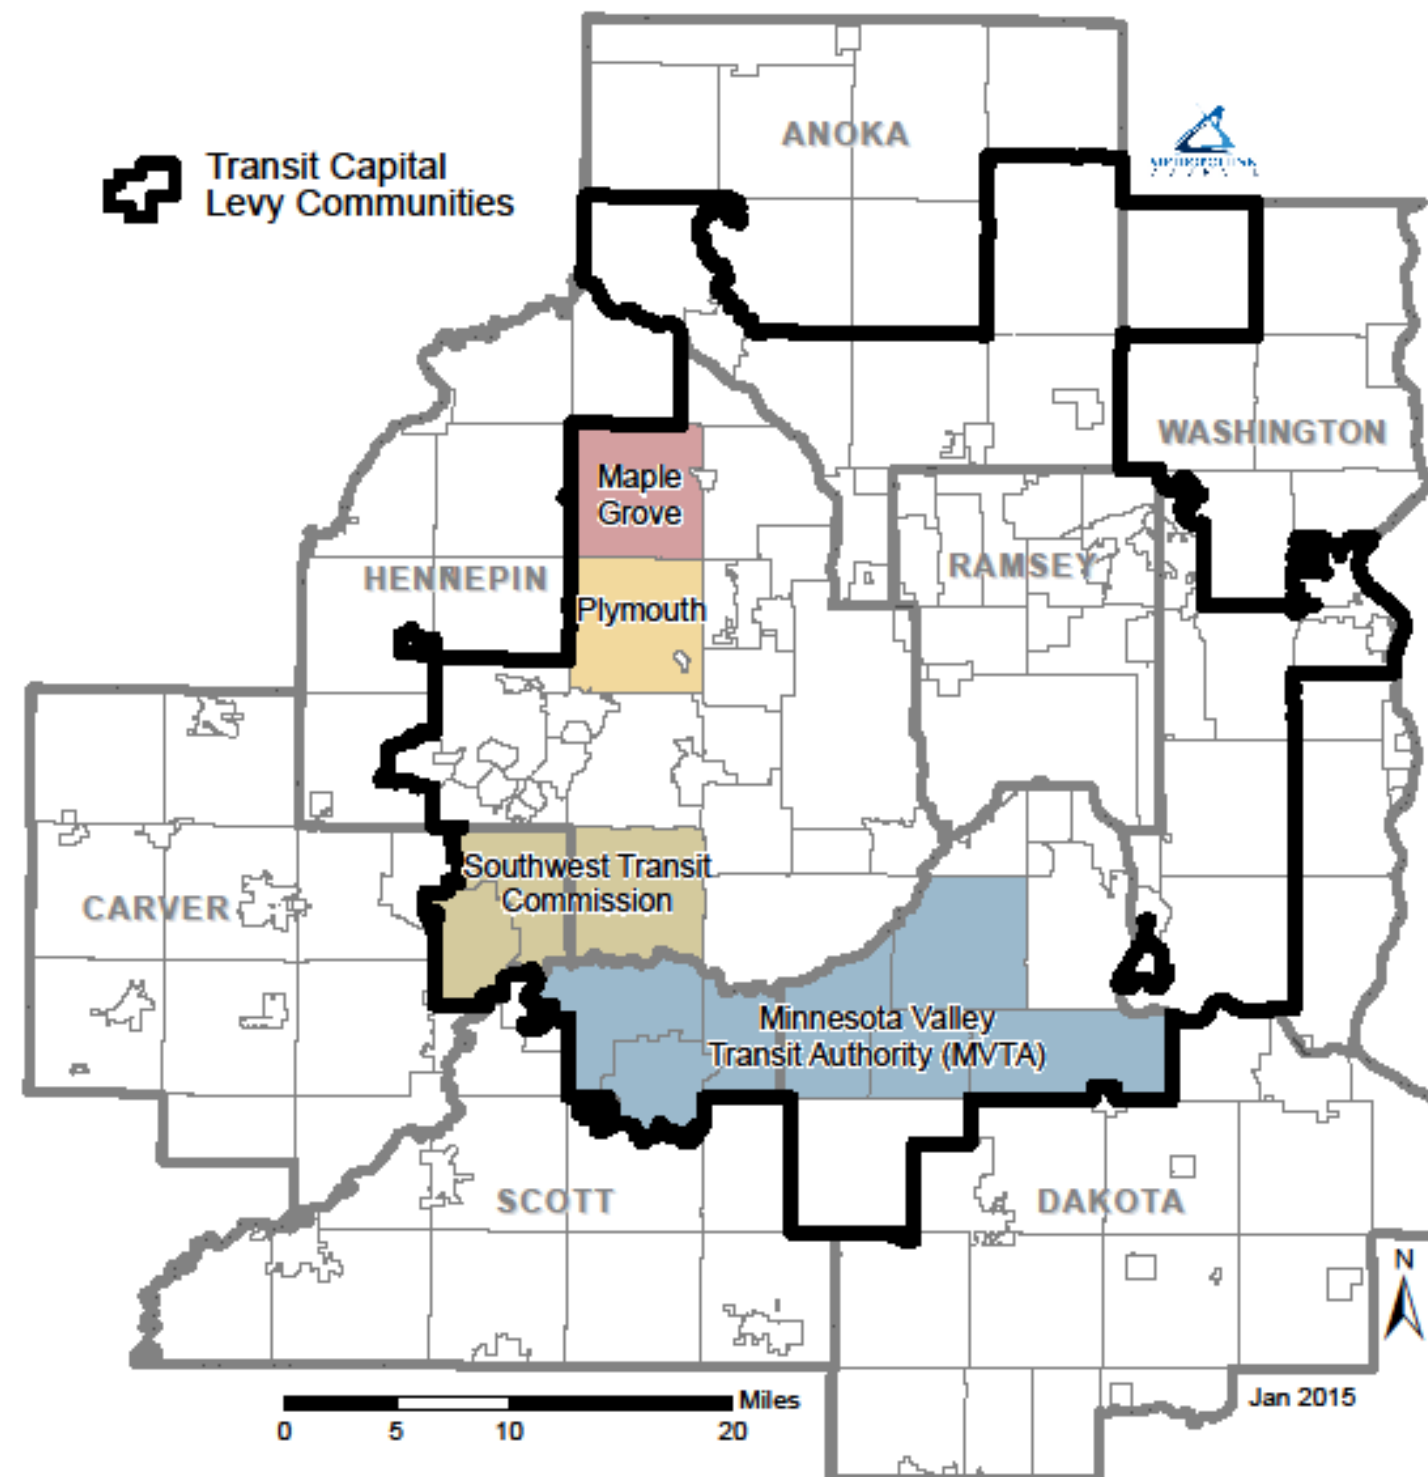 ANOKA
Transit Capital
Levy Communities
WASHINGTON
Maple
Grove
RAMSEY
HENNEPIN
Plymouth
Southwest Transit
Commission
CARVER
Minnesota Valley
Transit Authority (MVTA)
SCOTT
DAKOTA
N
Miles
0 5 10 20
Jan 2015